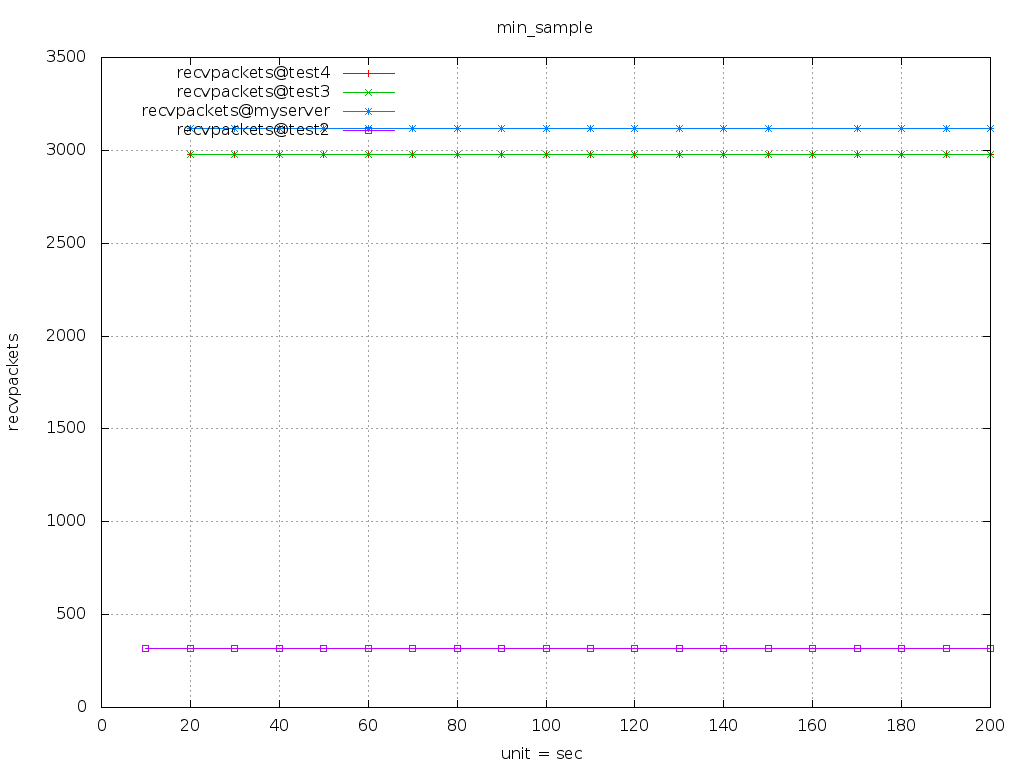 min_sample
3500
3000
2500
2000
1500
1000
500
0
recvpackets@test4
recvpackets@test3
recvpackets@myserver
recvpackets@test2
recvpackets
0 20 40 60 80 100 120 140 160 180 200
unit = sec